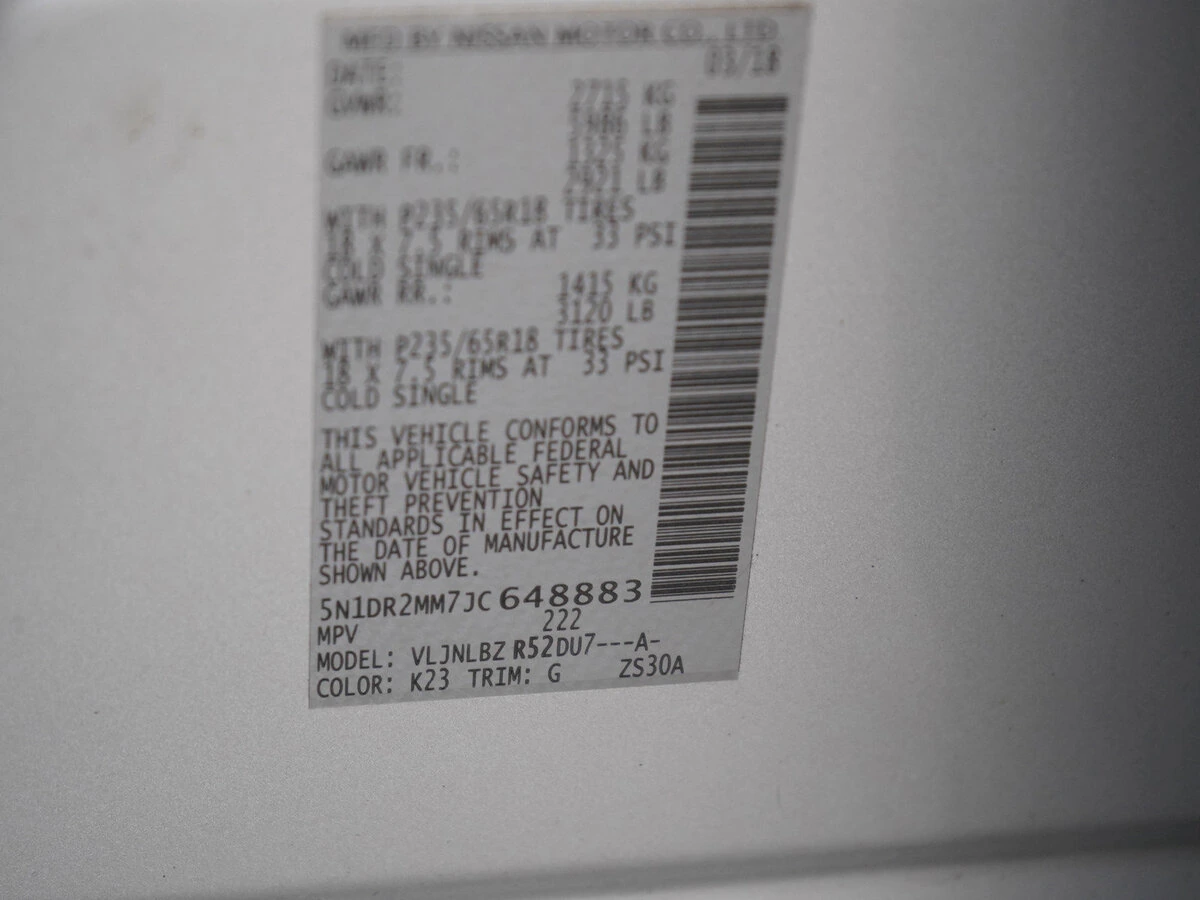 MFD BY NISSAN MOTOR CO., LTD
DATE: 03/18
GVWR: 2715 KG
5986 LB
GAWR FR.: 1325 KG
2921 LB
WITH P235/65R18 TIRES
18 X 7.5 RIMS AT 33 PSI
COLD SINGLE
GAWR RR.: 1415 KG
3120 LB
WITH P235/65R18 TIRES
18 X 7.5 RIMS AT 33 PSI
COLD SINGLE
THIS VEHICLE CONFORMS TO
ALL APPLICABLE FEDERAL
MOTOR VEHICLE SAFETY AND
THEFT PREVENTION
STANDARDS IN EFFECT ON
THE DATE OF MANUFACTURE
SHOWN ABOVE.
5N1DR2MM7JC648883
MPV 222
MODEL: VLJNLBZ R52DU7---A-
COLOR: K23 TRIM: G ZS30A